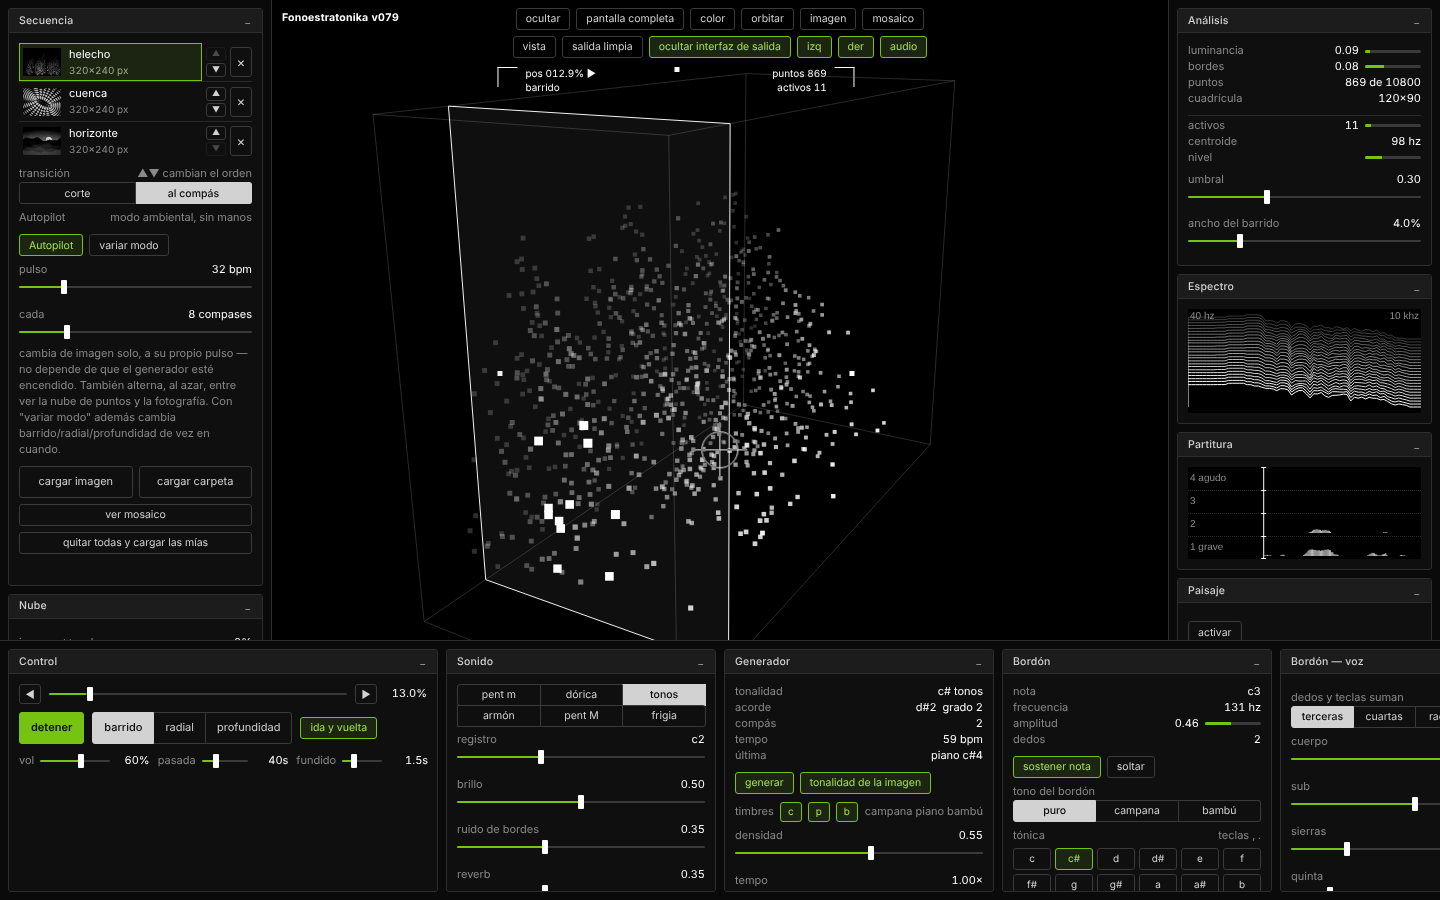 Secuencia _
helecho
320×240 px
▲
▼
×
cuenca
320×240 px
▲
▼
×
horizonte
320×240 px
▲
▼
×
transición ▲▼ cambian el orden
corte al compás
Autopilot modo ambiental, sin manos
Autopilot variar modo
pulso 32 bpm
cada 8 compases
cambia de imagen solo, a su propio pulso —
no depende de que el generador esté
encendido. También alterna, al azar, entre
ver la nube de puntos y la fotografía. Con
"variar modo" además cambia
barrido/radial/profundidad de vez en
cuando.
cargar imagen cargar carpeta
ver mosaico
quitar todas y cargar las mías
Nube _
Fonoestratonika v079
ocultar pantalla completa color orbitar imagen mosaico
vista salida limpia ocultar interfaz de salida izq der audio
pos 012.9% ▶
barrido
puntos 869
activos 11
Análisis _
luminancia 0.09
bordes 0.08
puntos 869 de 10800
cuadrícula 120×90
activos 11
centroide 98 hz
nivel
umbral 0.30
ancho del barrido 4.0%
Espectro _
40 hz 10 khz
Partitura _
4 agudo
3
2
1 grave
Paisaje _
activar
Control _
◀ ▶ 13.0%
detener barrido radial profundidad ida y vuelta
vol 60% pasada 40s fundido 1.5s
Sonido _
pent m dórica tonos
armón pent M frigia
registro c2
brillo 0.50
ruido de bordes 0.35
reverb 0.35
Generador _
tonalidad c# tonos
acorde d#2 grado 2
compás 2
tempo 59 bpm
última piano c#4
generar tonalidad de la imagen
timbres c p b campana piano bambú
densidad 0.55
tempo 1.00×
Bordón _
nota c3
frecuencia 131 hz
amplitud 0.46
dedos 2
sostener nota soltar
tono del bordón
puro campana bambú
tónica teclas , .
c c# d d# e f
f# g g# a a# b
Bordón — voz
dedos y teclas suman
terceras cuartas
cuerpo
sub
sierras
quinta